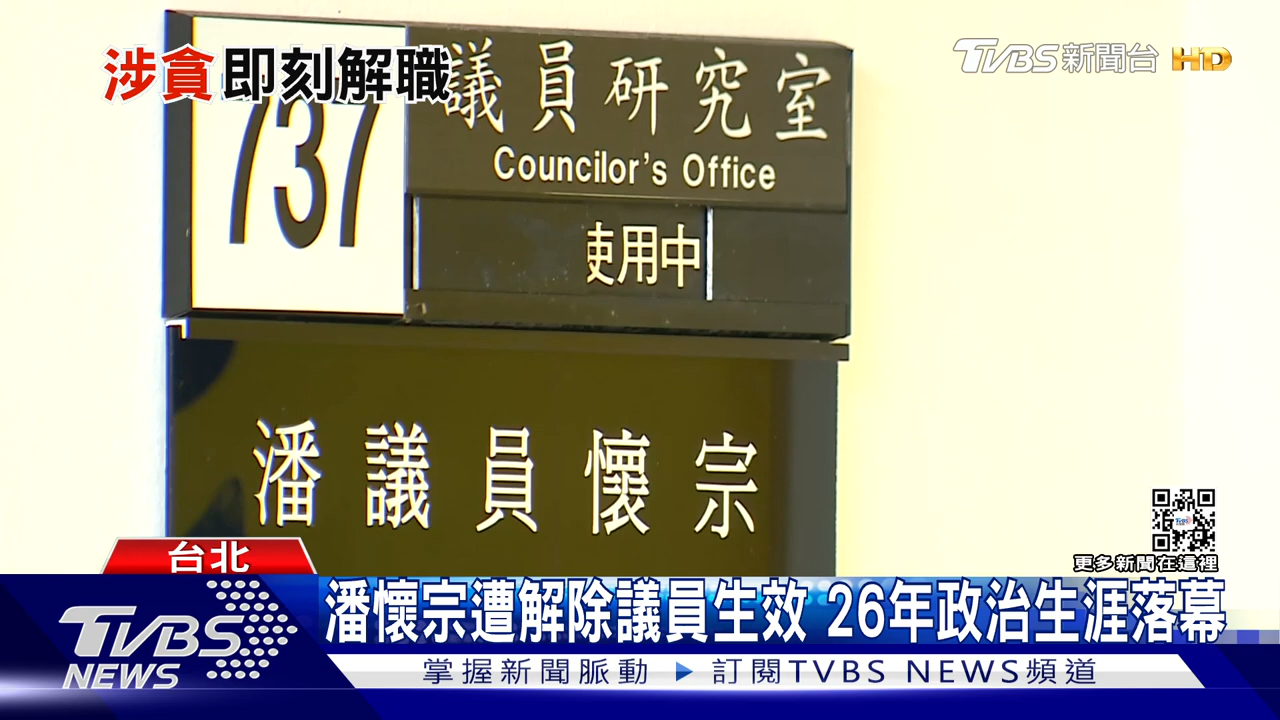 涉貪即刻解職
TVBS新聞台 HD
737
議員研究室
Councilor's Office
使用中
潘議員懷宗
TVBS
更多新聞在這裡
台北
潘懷宗遭解除議員生效 26年政治生涯落幕
TVBS
NEWS
掌握新聞脈動 ▶ 訂閱TVBS NEWS頻道